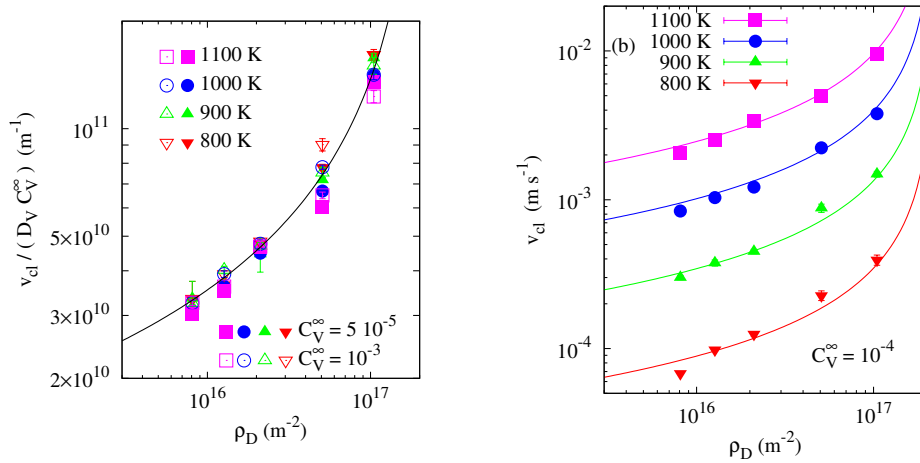 1100 K
1000 K
900 K
800 K
v_cl / ( D_V C_V^∞ ) (m^-1)
10^11
5×10^10
3×10^10
2×10^10
C_V^∞ = 5 10^-5
C_V^∞ = 10^-3
10^16 10^17
ρ_D (m^-2)
(b)
1100 K
1000 K
900 K
800 K
v_cl (m s^-1)
10^-2
10^-3
10^-4
C_V^∞ = 10^-4
10^16 10^17
ρ_D (m^-2)